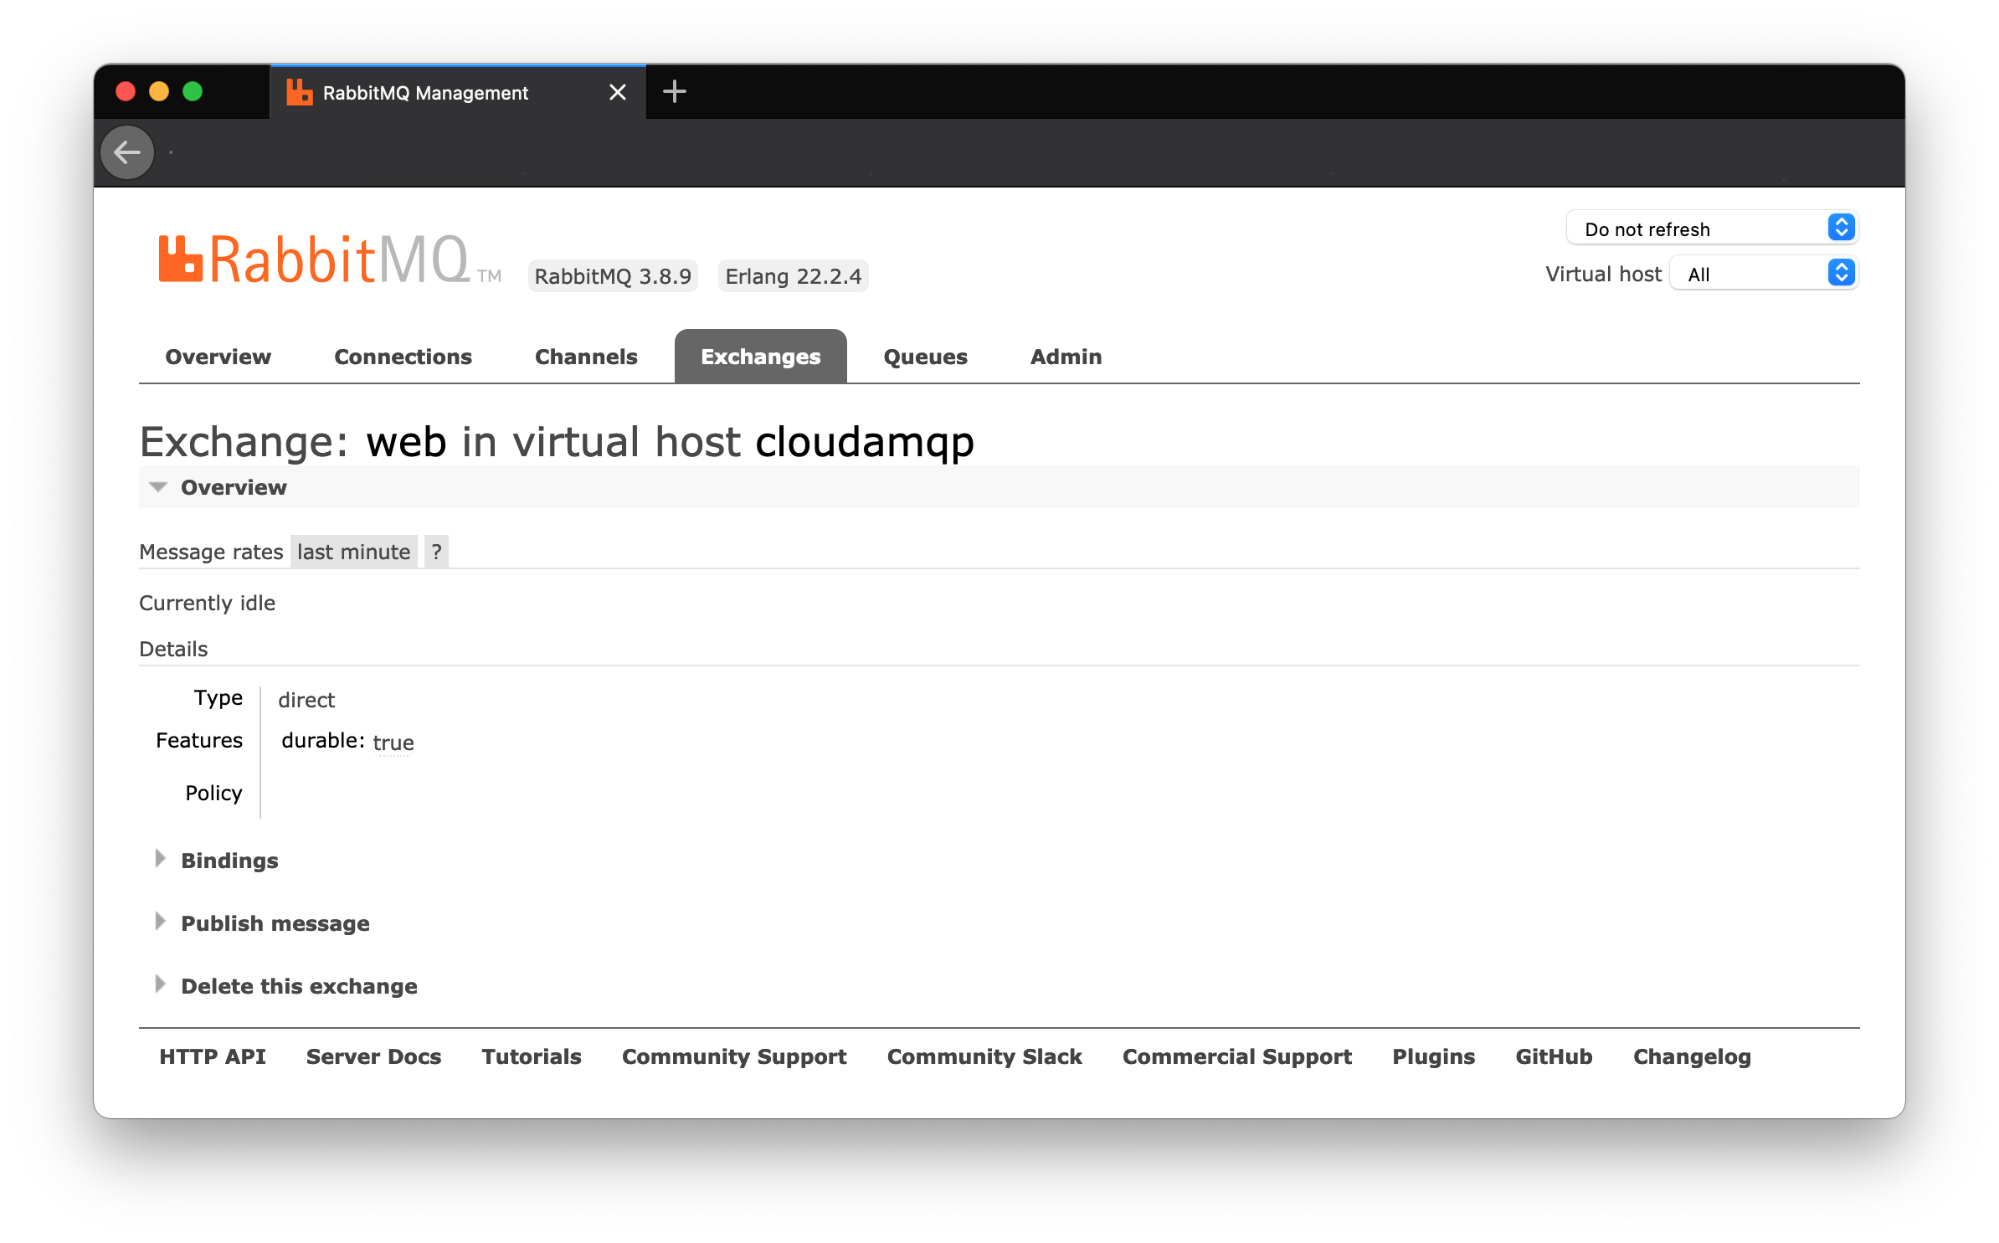 RabbitMQ Management
RabbitMQ TM RabbitMQ 3.8.9 Erlang 22.2.4
Do not refresh
Virtual host All
Overview Connections Channels Exchanges Queues Admin
Exchange: web in virtual host cloudamqp
Overview
Message rates last minute ?
Currently idle
Details
Type direct
Features durable: true
Policy
Bindings
Publish message
Delete this exchange
HTTP API Server Docs Tutorials Community Support Community Slack Commercial Support Plugins GitHub Changelog